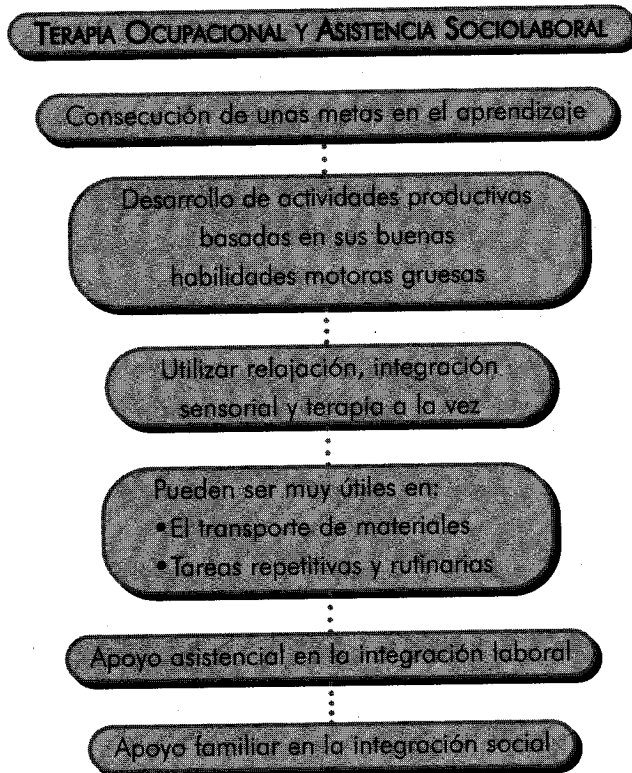 TERAPIA OCUPACIONAL Y ASISTENCIA SOCIOLABORAL
Consecución de unas metas en el aprendizaje
Desarrollo de actividades productivas
basadas en sus buenas
habilidades motoras gruesas
Utilizar relajación, integración
sensorial y terapia a la vez
Pueden ser muy útiles en:
•El transporte de materiales
•Tareas repetitivas y rutinarias
Apoyo asistencial en la integración laboral
Apoyo familiar en la integración social